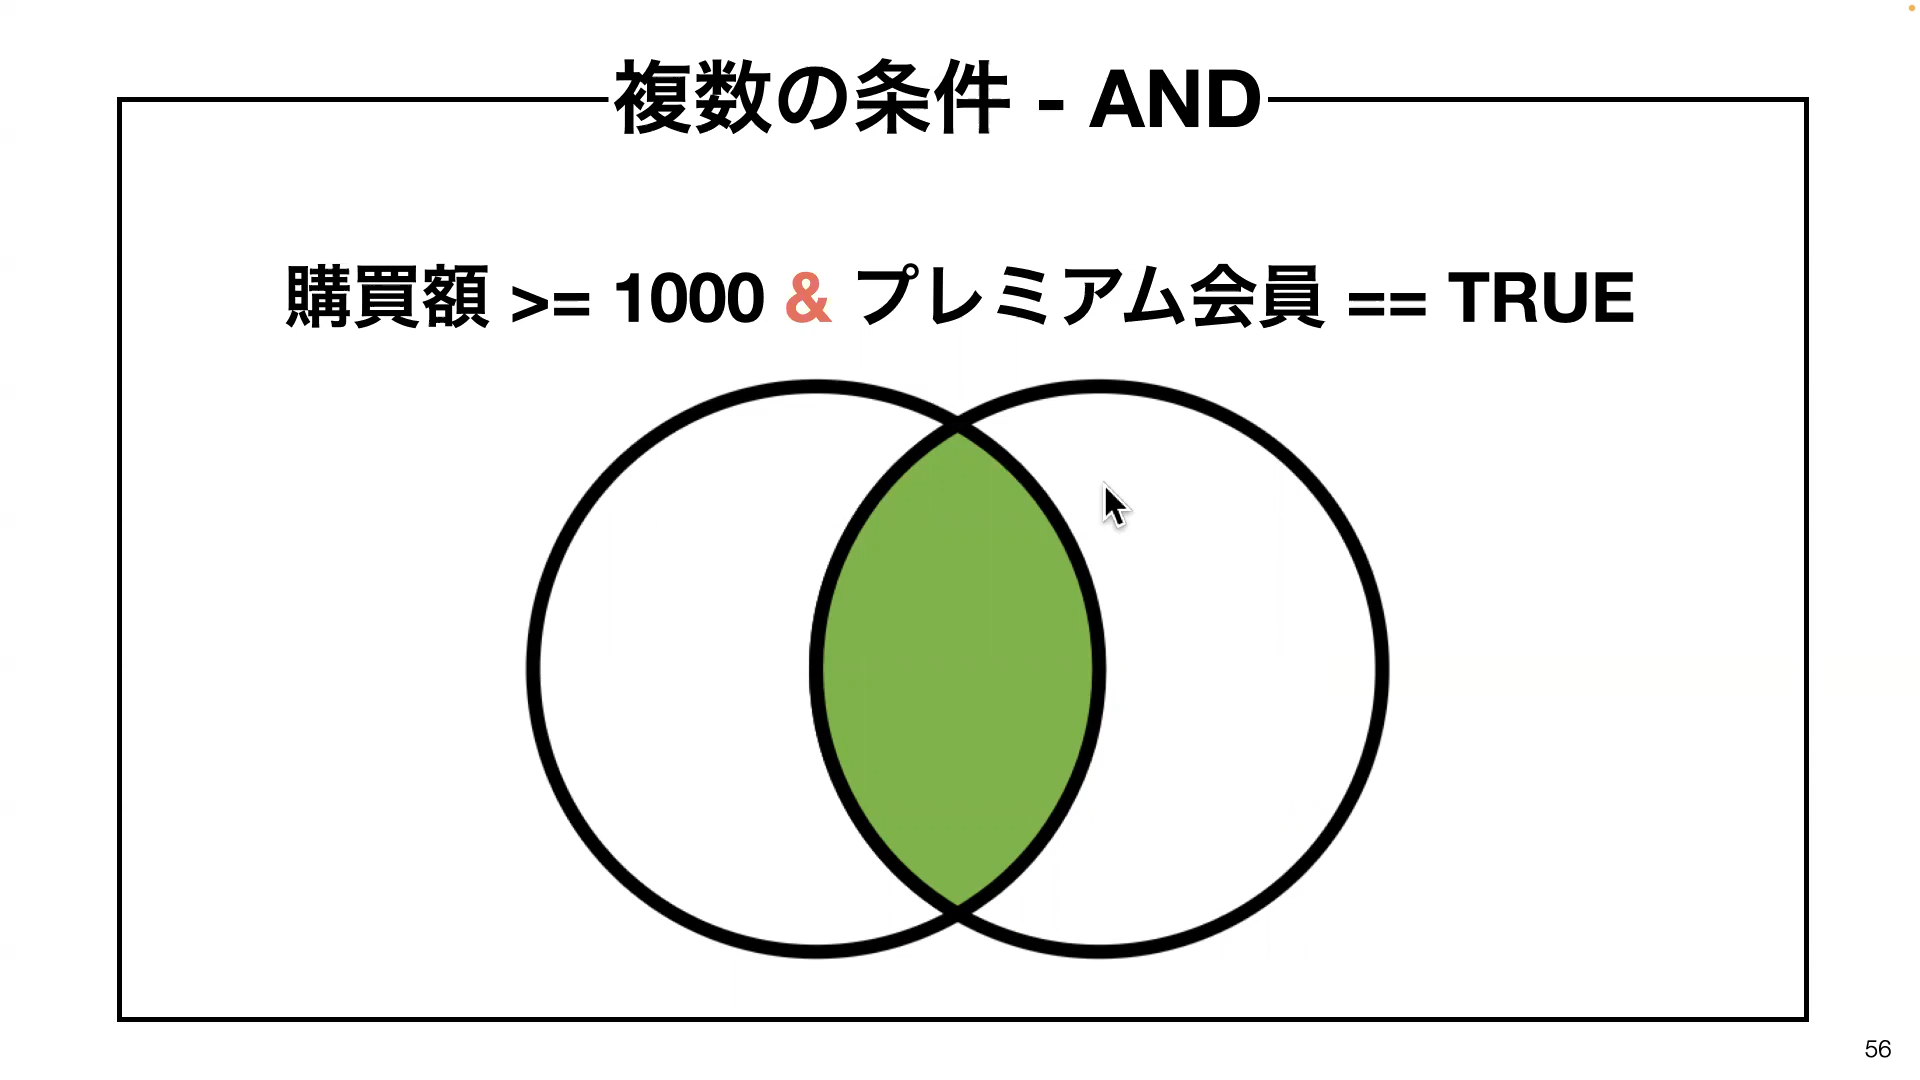 複数の条件 - AND
購買額 >= 1000 & プレミアム会員 == TRUE
56